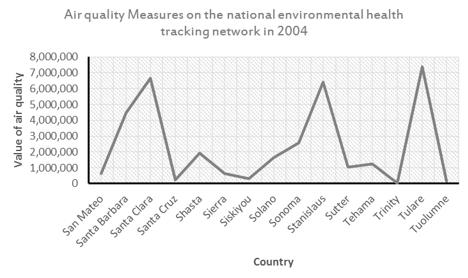 Air quality Measures on the national environmental health
tracking network in 2004
Value of air quality
8,000,000
7,000,000
6,000,000
5,000,000
4,000,000
3,000,000
2,000,000
1,000,000
0
San Mateo
Santa Barbara
Santa Clara
Santa Cruz
Shasta
Sierra
Siskiyou
Solano
Sonoma
Stanislaus
Sutter
Tehama
Trinity
Tulare
Tuolumne
Country